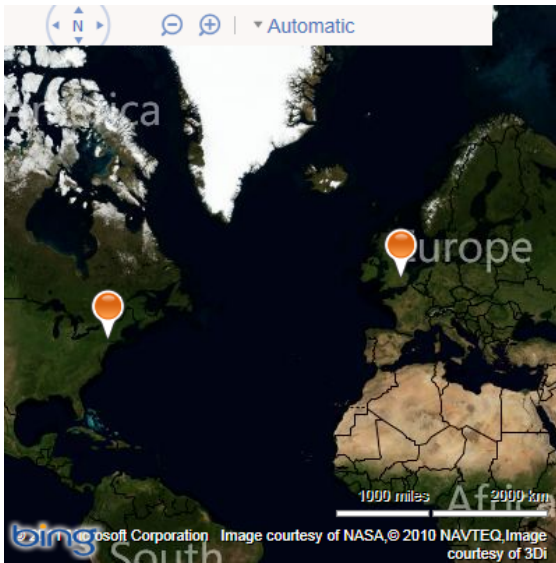 N
Automatic
America
Europe
1000 miles 2000 km
Africa
bing
Microsoft Corporation Image courtesy of NASA,© 2010 NAVTEQ,Image
South
courtesy of 3Di